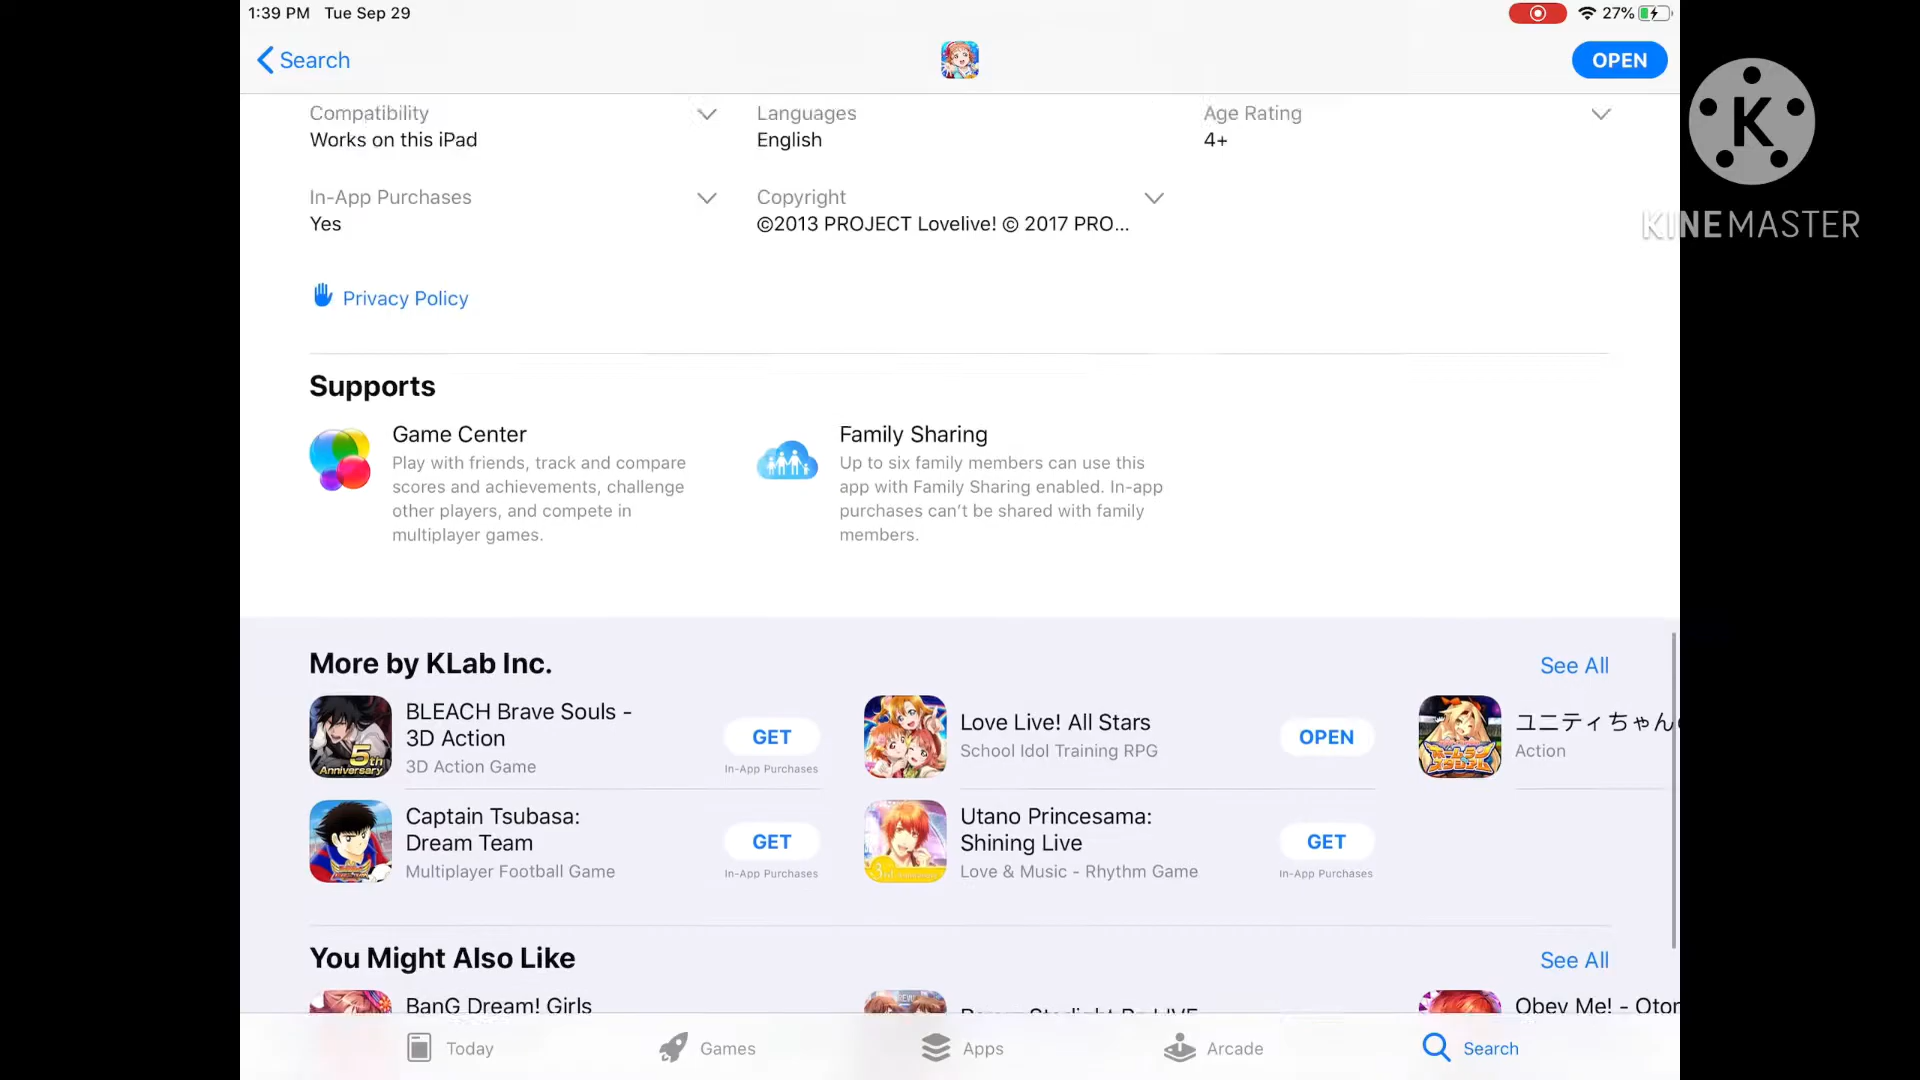 1:39 PM Tue Sep 29
27%
Search
OPEN
Compatibility
Works on this iPad
Languages
English
Age Rating
4+
In-App Purchases
Yes
Copyright
©2013 PROJECT Lovelive! © 2017 PRO...
Privacy Policy
Supports
Game Center
Play with friends, track and compare
scores and achievements, challenge
other players, and compete in
multiplayer games.
Family Sharing
Up to six family members can use this
app with Family Sharing enabled. In-app
purchases can’t be shared with family
members.
More by KLab Inc.
See All
BLEACH Brave Souls -
3D Action
3D Action Game
GET
In-App Purchases
5th
Anniversary
Love Live! All Stars
School Idol Training RPG
OPEN
ユニティちゃん
Action
Captain Tsubasa:
Dream Team
Multiplayer Football Game
GET
In-App Purchases
Utano Princesama:
Shining Live
Love & Music - Rhythm Game
GET
In-App Purchases
You Might Also Like
See All
BanG Dream! Girls
Obey Me! - Oto
Today
Games
Apps
Arcade
Search
K
KINEMASTER